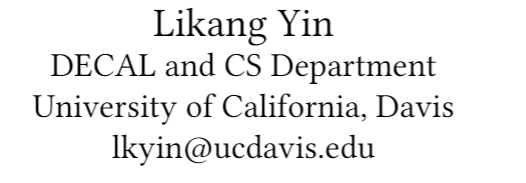 Likang Yin
DECAL and CS Department
University of California, Davis
lkyin@ucdavis.edu